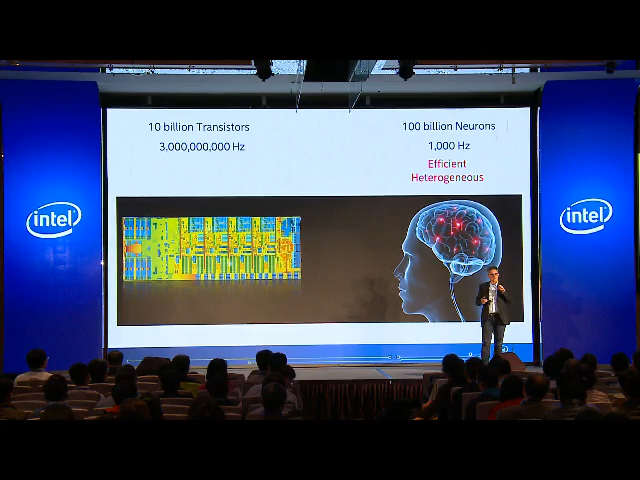 10 billion Transistors
3,000,000,000 Hz
100 billion Neurons
1,000 Hz
Efficient
Heterogeneous
intel
intel